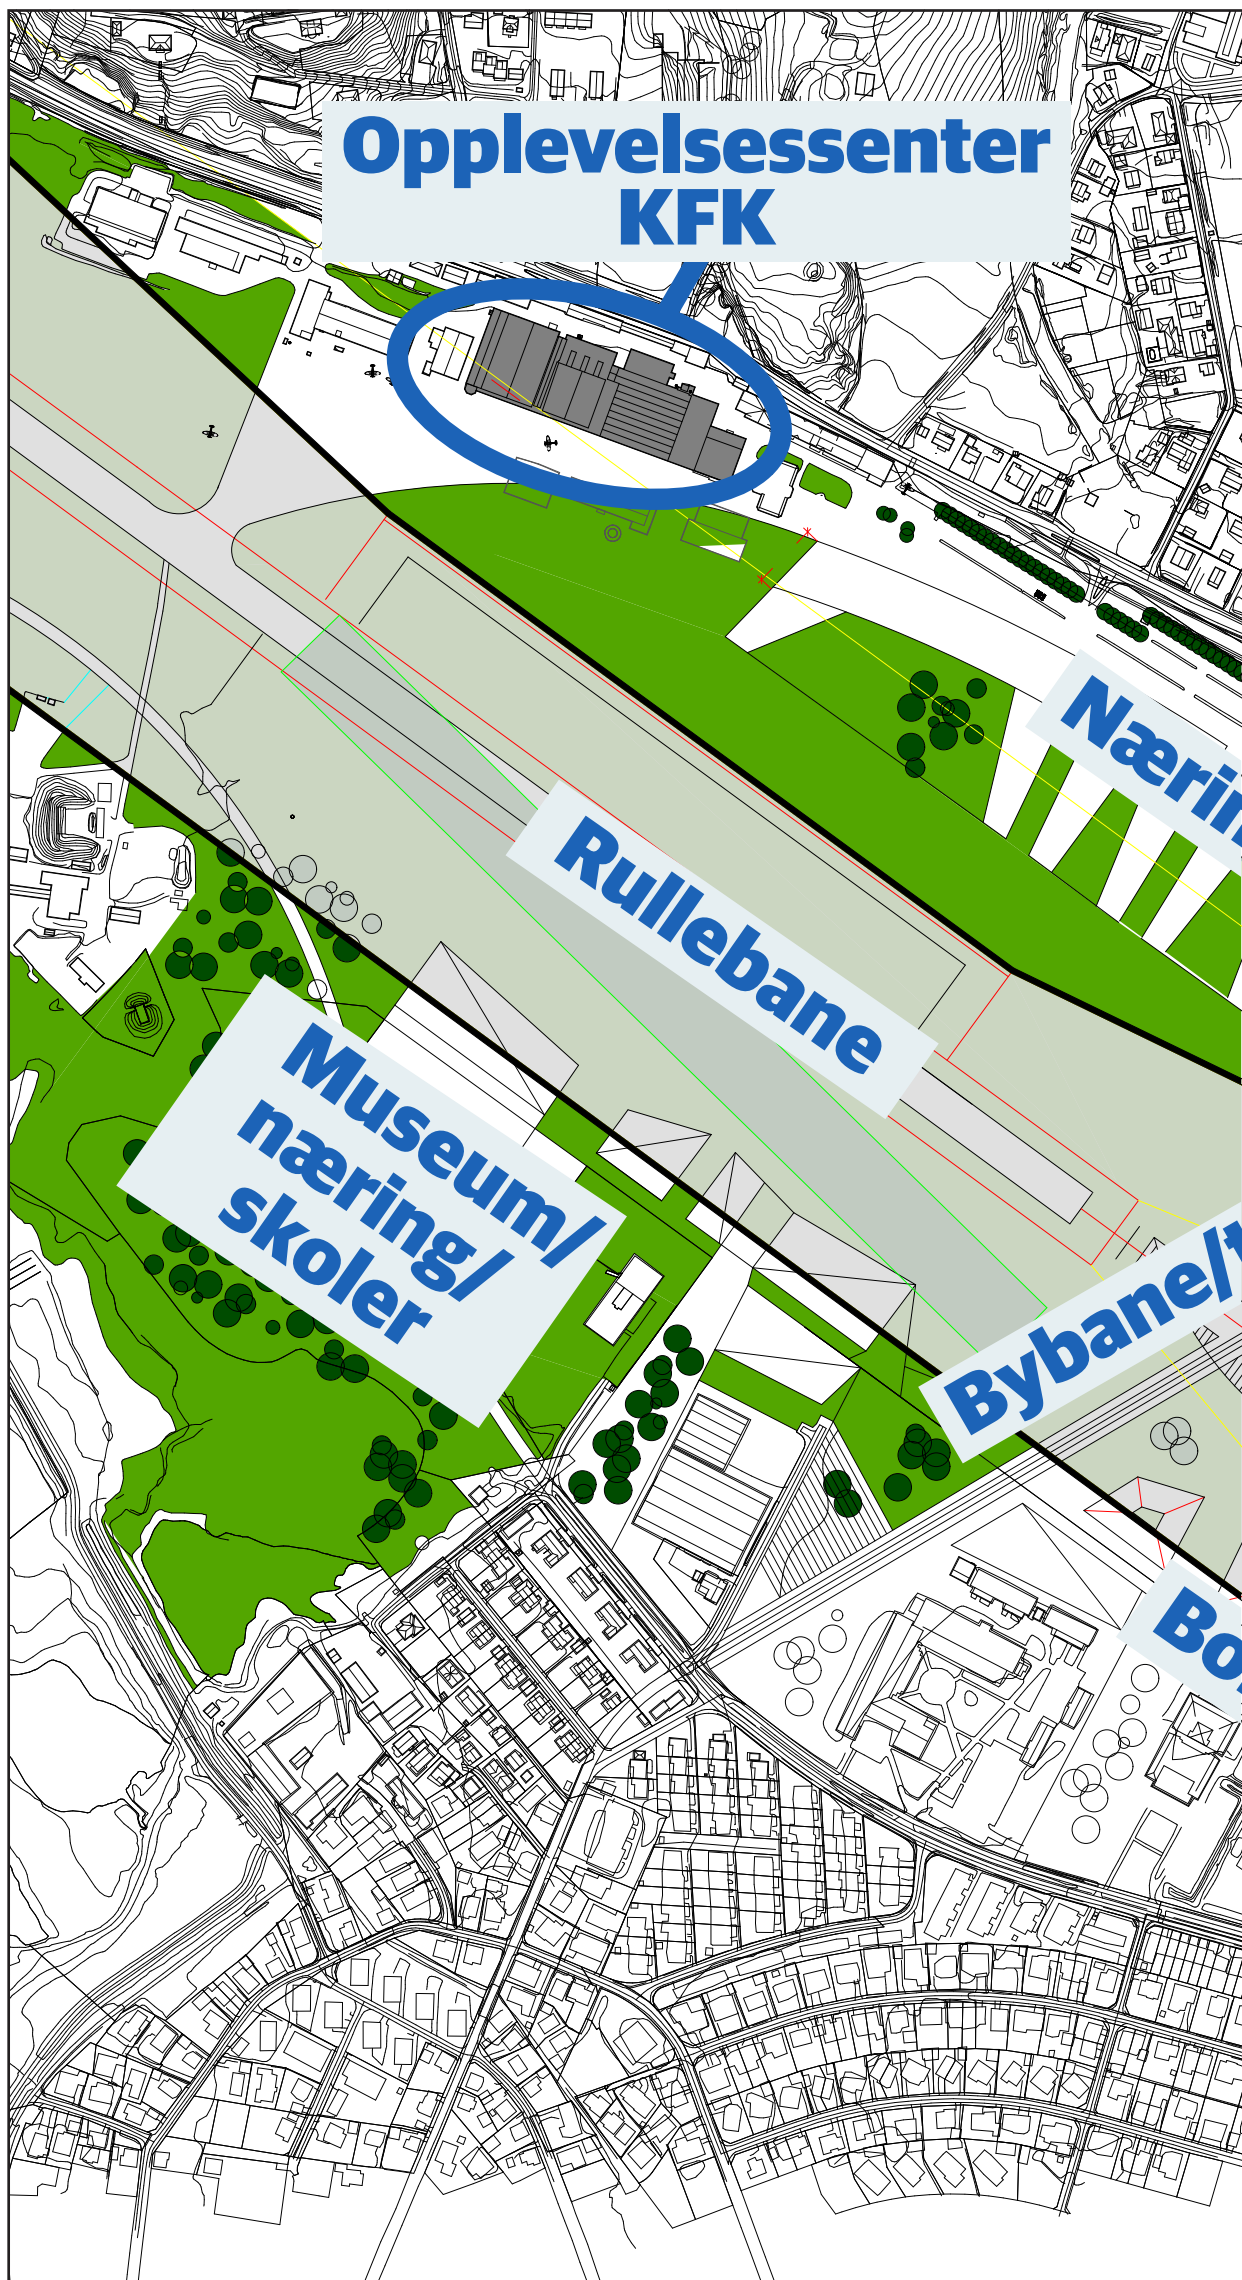 Opplevelsessenter
KFK
Rullebane
Museum/
næring/
skoler